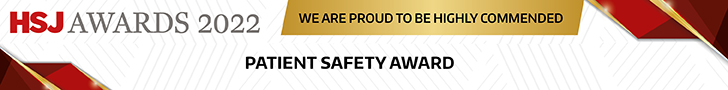 HSJ AWARDS 2022
WE ARE PROUD TO BE HIGHLY COMMENDED
PATIENT SAFETY AWARD